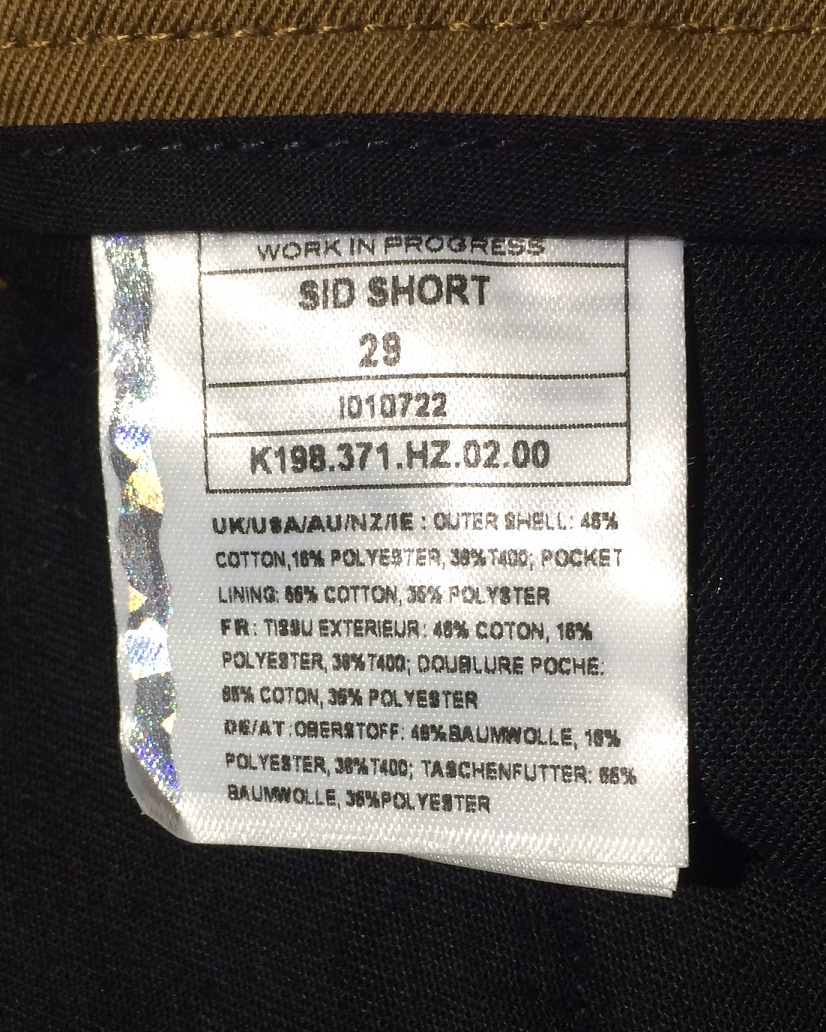 WORK IN PROGRESS
SID SHORT
29
I010722
K198.371.HZ.02.00
UK/USA/AU/NZ/IE : OUTER SHELL: 46%
COTTON,16% POLYESTER, 38%T400; POCKET
LINING: 65% COTTON, 35% POLYSTER
FR: TISSU EXTERIEUR: 46% COTON, 16%
POLYESTER, 38%T400; DOUBLURE POCHE:
65% COTON, 35% POLYESTER
DE/AT:OBERSTOFF: 46%BAUMWOLLE, 16%
POLYESTER, 38%T400; TASCHENFUTTER: 65%
BAUMWOLLE, 35%POLYESTER